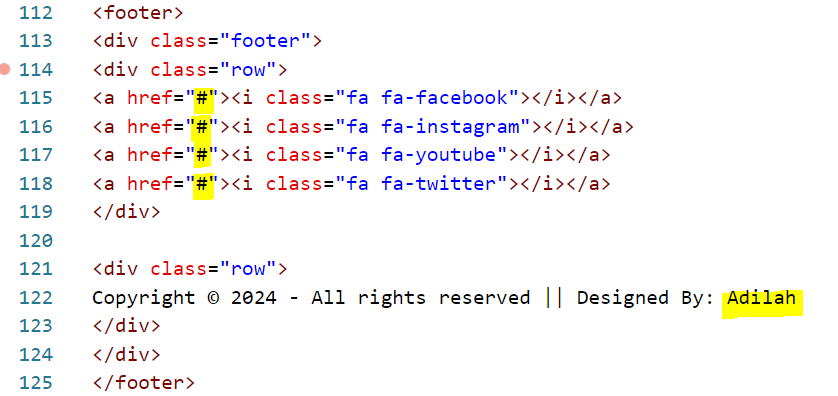 112 <footer>
113 <div class="footer">
114 <div class="row">
115 <a href="#"><i class="fa fa-facebook"></i></a>
116 <a href="#"><i class="fa fa-instagram"></i></a>
117 <a href="#"><i class="fa fa-youtube"></i></a>
118 <a href="#"><i class="fa fa-twitter"></i></a>
119 </div>
120
121 <div class="row">
122 Copyright © 2024 - All rights reserved || Designed By: Adilah
123 </div>
124 </div>
125 </footer>